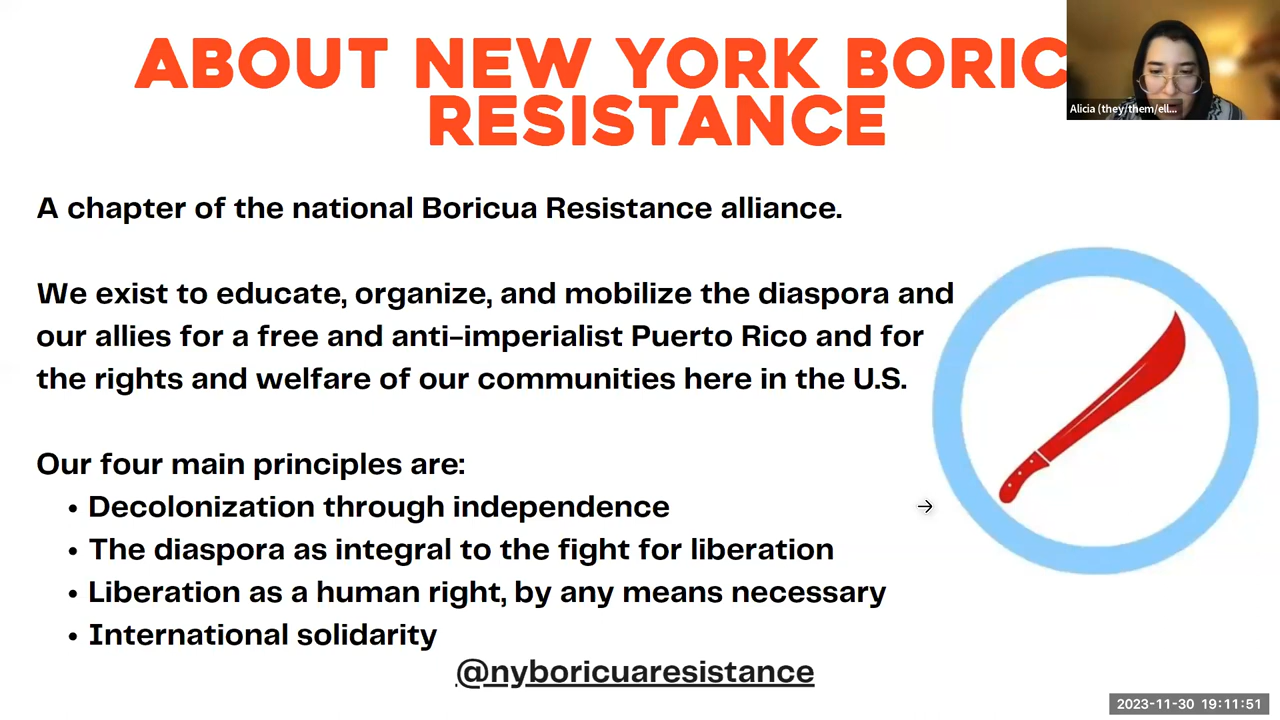 ABOUT NEW YORK BORIC
RESISTANCE
Alicia (they/them/ell...
A chapter of the national Boricua Resistance alliance.
We exist to educate, organize, and mobilize the diaspora and
our allies for a free and anti-imperialist Puerto Rico and for
the rights and welfare of our communities here in the U.S.
Our four main principles are:
• Decolonization through independence
• The diaspora as integral to the fight for liberation
• Liberation as a human right, by any means necessary
• International solidarity
@nyboricuaresistance
2023-11-30 19:11:51